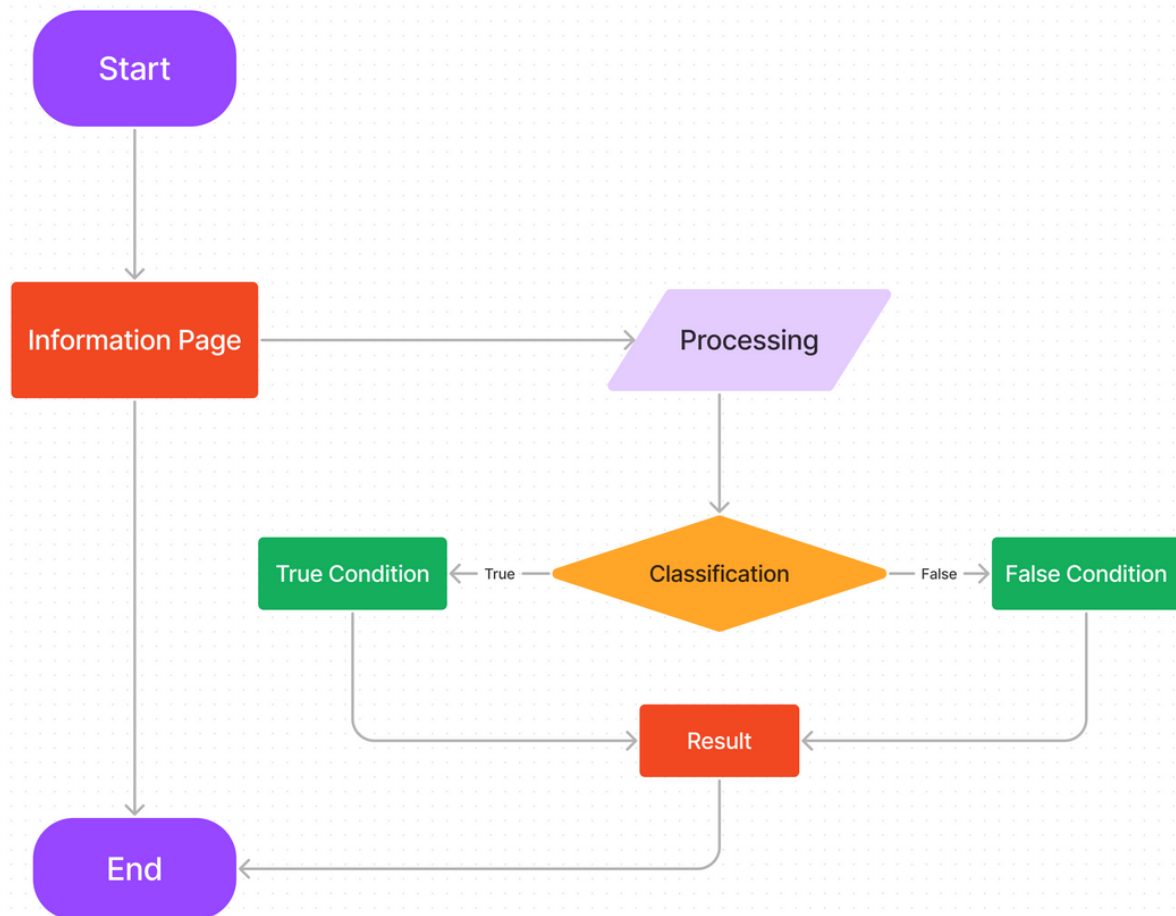 Start
Information Page
Processing
True Condition
True
Classification
False
False Condition
Result
End